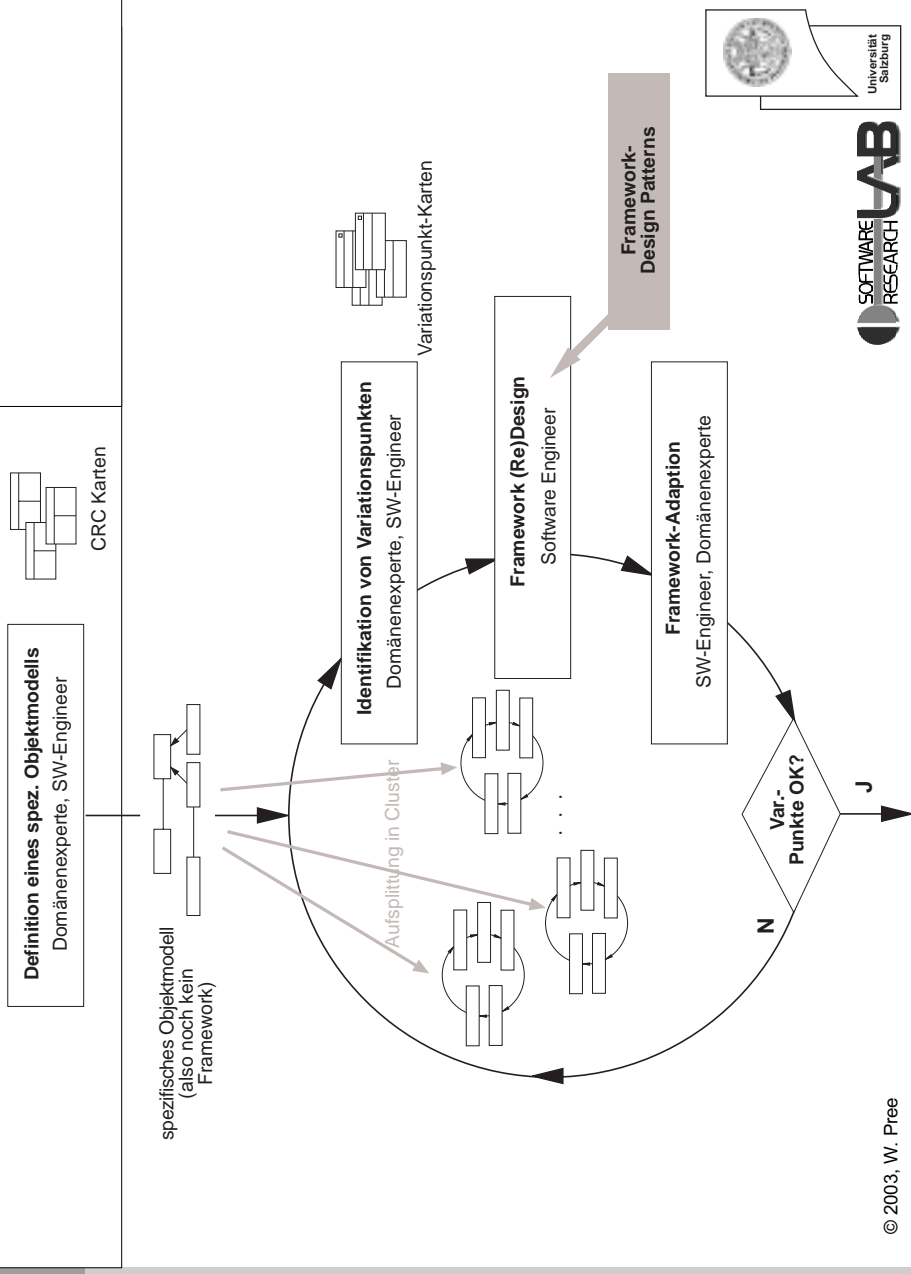 Definition eines spez. Objektmodells
Domänenexperte, SW-Engineer
CRC Karten
spezifisches Objektmodell
(also noch kein
Framework)
Aufsplittung in Cluster
. . .
Identifikation von Variationspunkten
Domänenexperte, SW-Engineer
Variationspunkt-Karten
Framework (Re)Design
Software Engineer
Framework-
Design Patterns
Framework-Adaption
SW-Engineer, Domänenexperte
Var.-
Punkte OK?
N
J
© 2003, W. Pree
SOFTWARE
RESEARCH
LAB
Universität
Salzburg